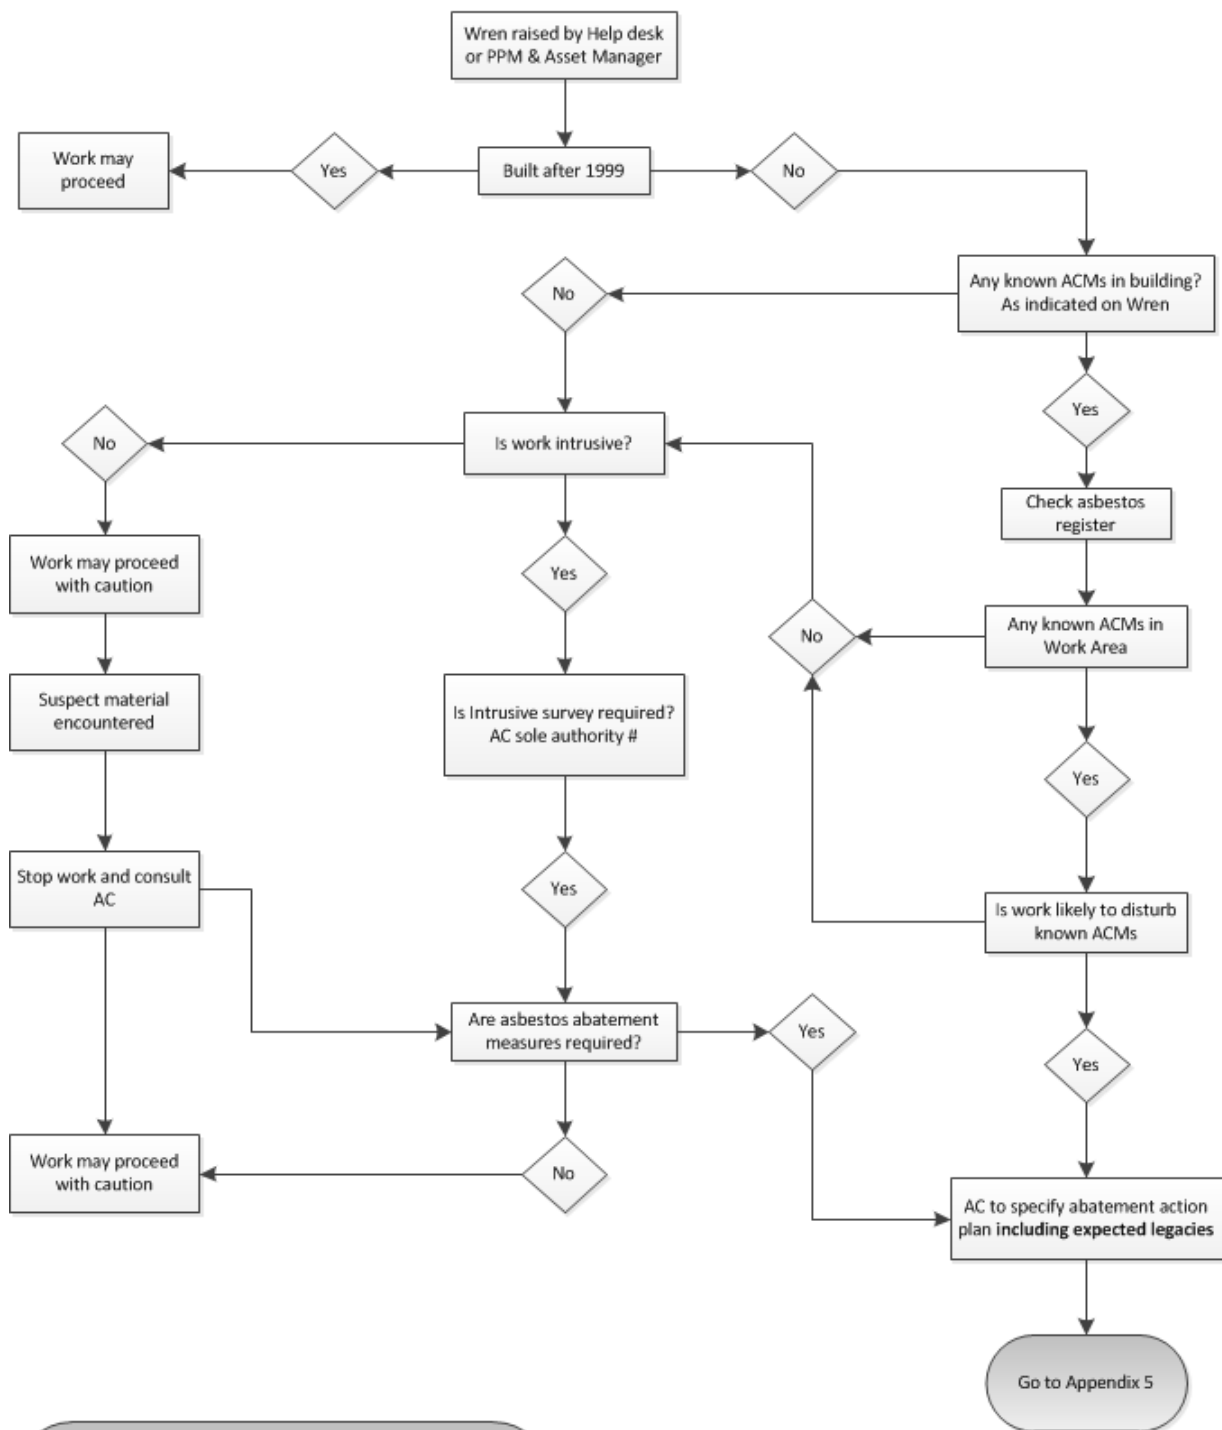 Wren raised by Help desk
or PPM & Asset Manager
Work may
proceed
Yes
Built after 1999
No
Any known ACMs in building?
As indicated on Wren
No
Yes
No
Is work intrusive?
Check asbestos
register
Work may proceed
with caution
Yes
No
Any known ACMs in
Work Area
Suspect material
encountered
Is Intrusive survey required?
AC sole authority #
Yes
Stop work and consult
AC
Yes
Is work likely to disturb
known ACMs
Are asbestos abatement
measures required?
Yes
Yes
Work may proceed
with caution
No
AC to specify abatement action
plan including expected legacies
Go to Appendix 5